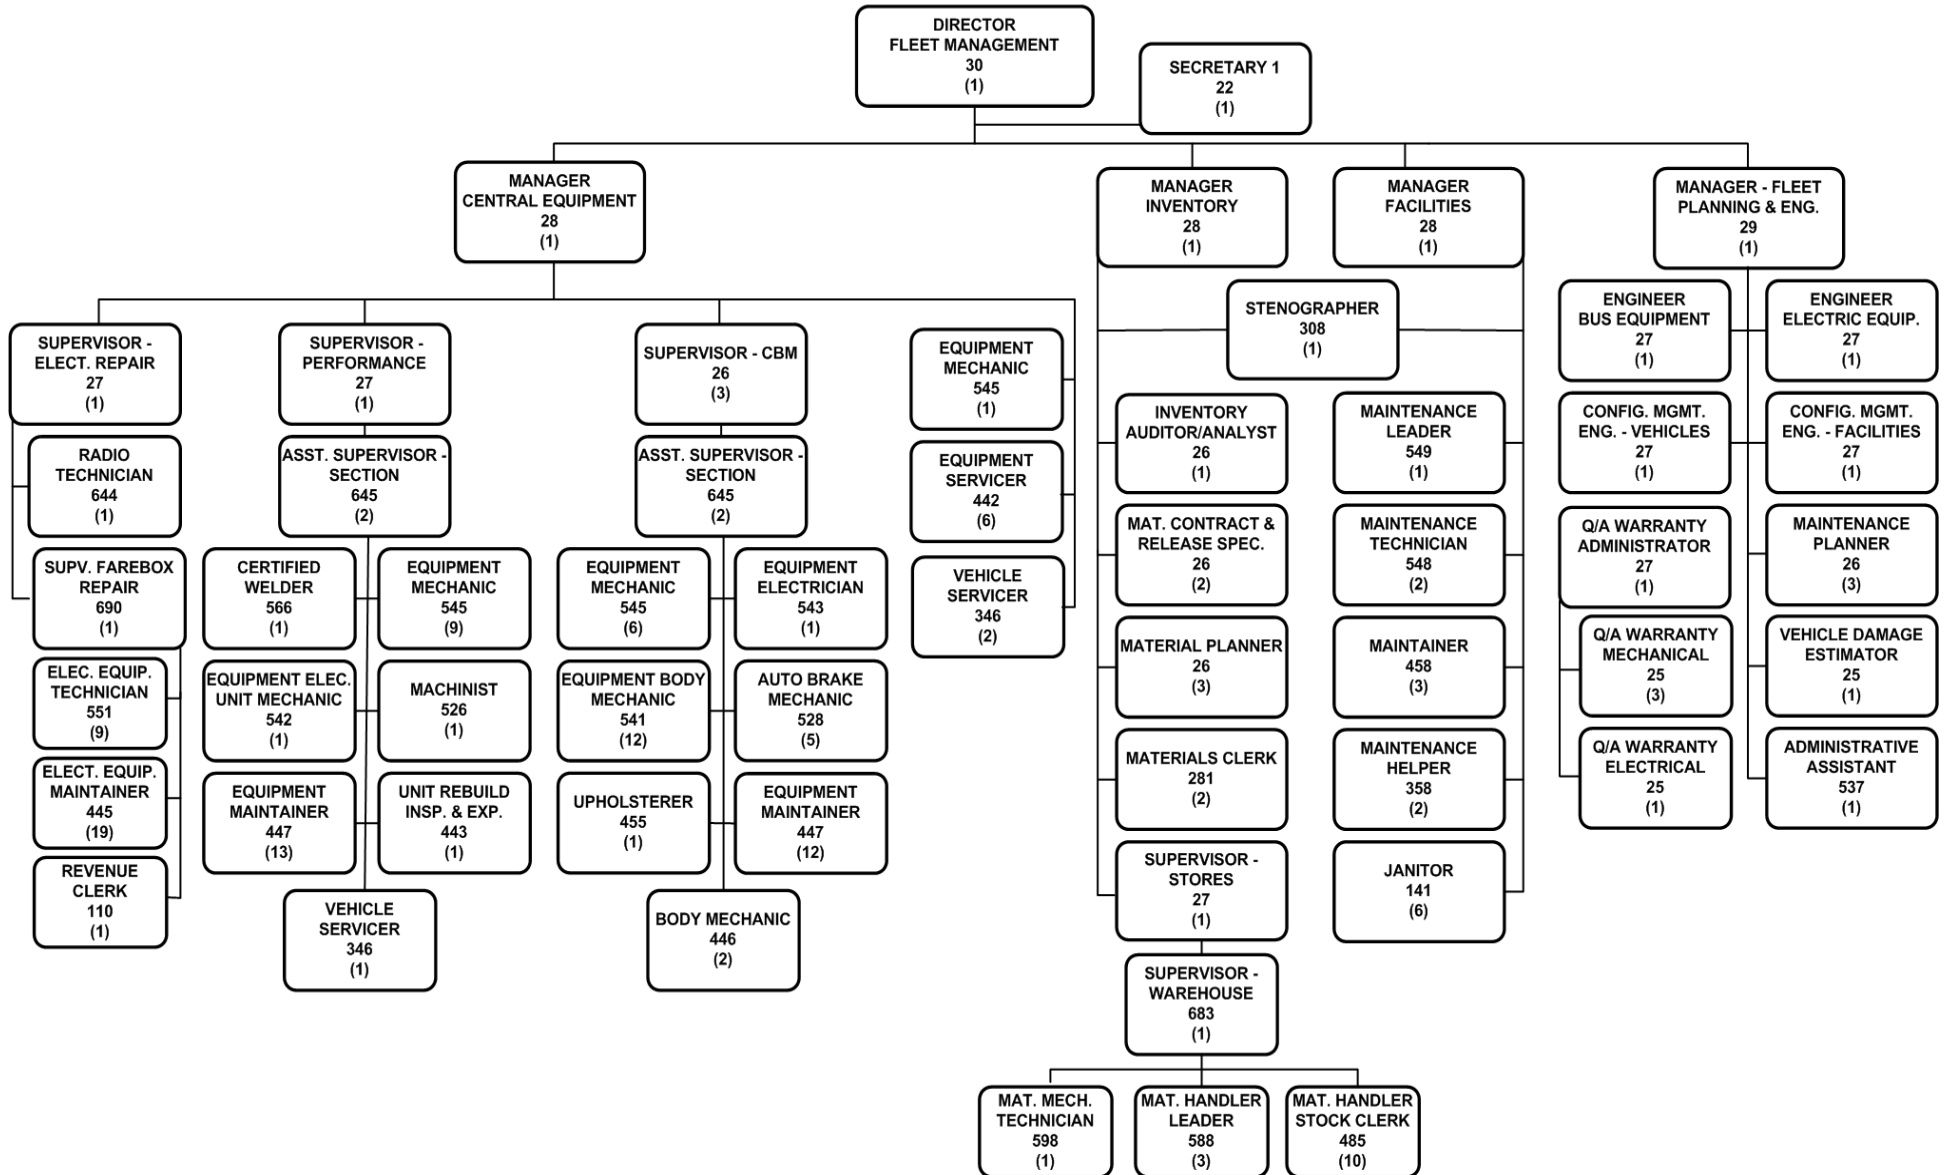 DIRECTOR
FLEET MANAGEMENT
30
(1)
SECRETARY 1
22
(1)
MANAGER
CENTRAL EQUIPMENT
28
(1)
MANAGER
INVENTORY
28
(1)
MANAGER
FACILITIES
28
(1)
MANAGER - FLEET
PLANNING & ENG.
29
(1)
SUPERVISOR -
ELECT. REPAIR
27
(1)
RADIO
TECHNICIAN
644
(1)
SUPV. FAREBOX
REPAIR
690
(1)
ELEC. EQUIP.
TECHNICIAN
551
(9)
ELECT. EQUIP.
MAINTAINER
445
(19)
REVENUE
CLERK
110
(1)
SUPERVISOR -
PERFORMANCE
27
(1)
ASST. SUPERVISOR -
SECTION
645
(2)
CERTIFIED
WELDER
566
(1)
EQUIPMENT
MECHANIC
545
(9)
EQUIPMENT ELEC.
UNIT MECHANIC
542
(1)
MACHINIST
526
(1)
EQUIPMENT
MAINTAINER
447
(13)
UNIT REBUILD
INSP. & EXP.
443
(1)
VEHICLE
SERVICER
346
(1)
SUPERVISOR - CBM
26
(3)
ASST. SUPERVISOR -
SECTION
645
(2)
EQUIPMENT
MECHANIC
545
(6)
EQUIPMENT
ELECTRICIAN
543
(1)
EQUIPMENT BODY
MECHANIC
541
(12)
AUTO BRAKE
MECHANIC
528
(5)
UPHOLSTERER
455
(1)
EQUIPMENT
MAINTAINER
447
(12)
BODY MECHANIC
446
(2)
EQUIPMENT
MECHANIC
545
(1)
EQUIPMENT
SERVICER
442
(6)
VEHICLE
SERVICER
346
(2)
STENOGRAPHER
308
(1)
INVENTORY
AUDITOR/ANALYST
26
(1)
MAT. CONTRACT &
RELEASE SPEC.
26
(2)
MATERIAL PLANNER
26
(3)
MATERIALS CLERK
281
(2)
SUPERVISOR -
STORES
27
(1)
SUPERVISOR -
WAREHOUSE
683
(1)
MAT. MECH.
TECHNICIAN
598
(1)
MAT. HANDLER
LEADER
588
(3)
MAT. HANDLER
STOCK CLERK
485
(10)
MAINTENANCE
LEADER
549
(1)
MAINTENANCE
TECHNICIAN
548
(2)
MAINTAINER
458
(3)
MAINTENANCE
HELPER
358
(2)
JANITOR
141
(6)
ENGINEER
BUS EQUIPMENT
27
(1)
ENGINEER
ELECTRIC EQUIP.
27
(1)
CONFIG. MGMT.
ENG. - VEHICLES
27
(1)
CONFIG. MGMT.
ENG. - FACILITIES
27
(1)
Q/A WARRANTY
ADMINISTRATOR
27
(1)
MAINTENANCE
PLANNER
26
(3)
Q/A WARRANTY
MECHANICAL
25
(3)
VEHICLE DAMAGE
ESTIMATOR
25
(1)
Q/A WARRANTY
ELECTRICAL
25
(1)
ADMINISTRATIVE
ASSISTANT
537
(1)